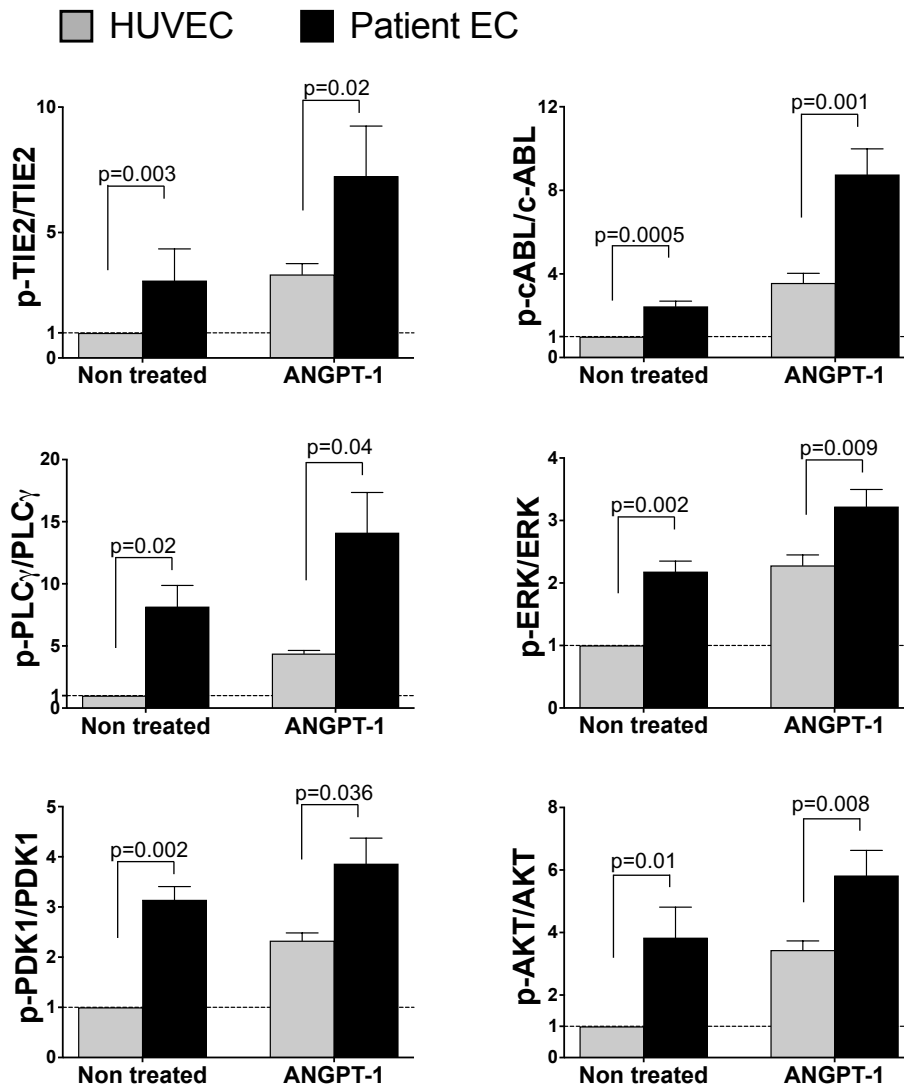 HUVEC Patient EC
p-TIE2/TIE2
10
5
1
0
p=0.003
p=0.02
Non treated ANGPT-1
p-cABL/c-ABL
12
8
4
1
0
p=0.0005
p=0.001
Non treated ANGPT-1
p-PLCγ/PLCγ
20
15
10
5
1
0
p=0.02
p=0.04
Non treated ANGPT-1
p-ERK/ERK
4
3
2
1
0
p=0.002
p=0.009
Non treated ANGPT-1
p-PDK1/PDK1
5
4
3
2
1
0
p=0.002
p=0.036
Non treated ANGPT-1
p-AKT/AKT
8
6
4
2
1
0
p=0.01
p=0.008
Non treated ANGPT-1